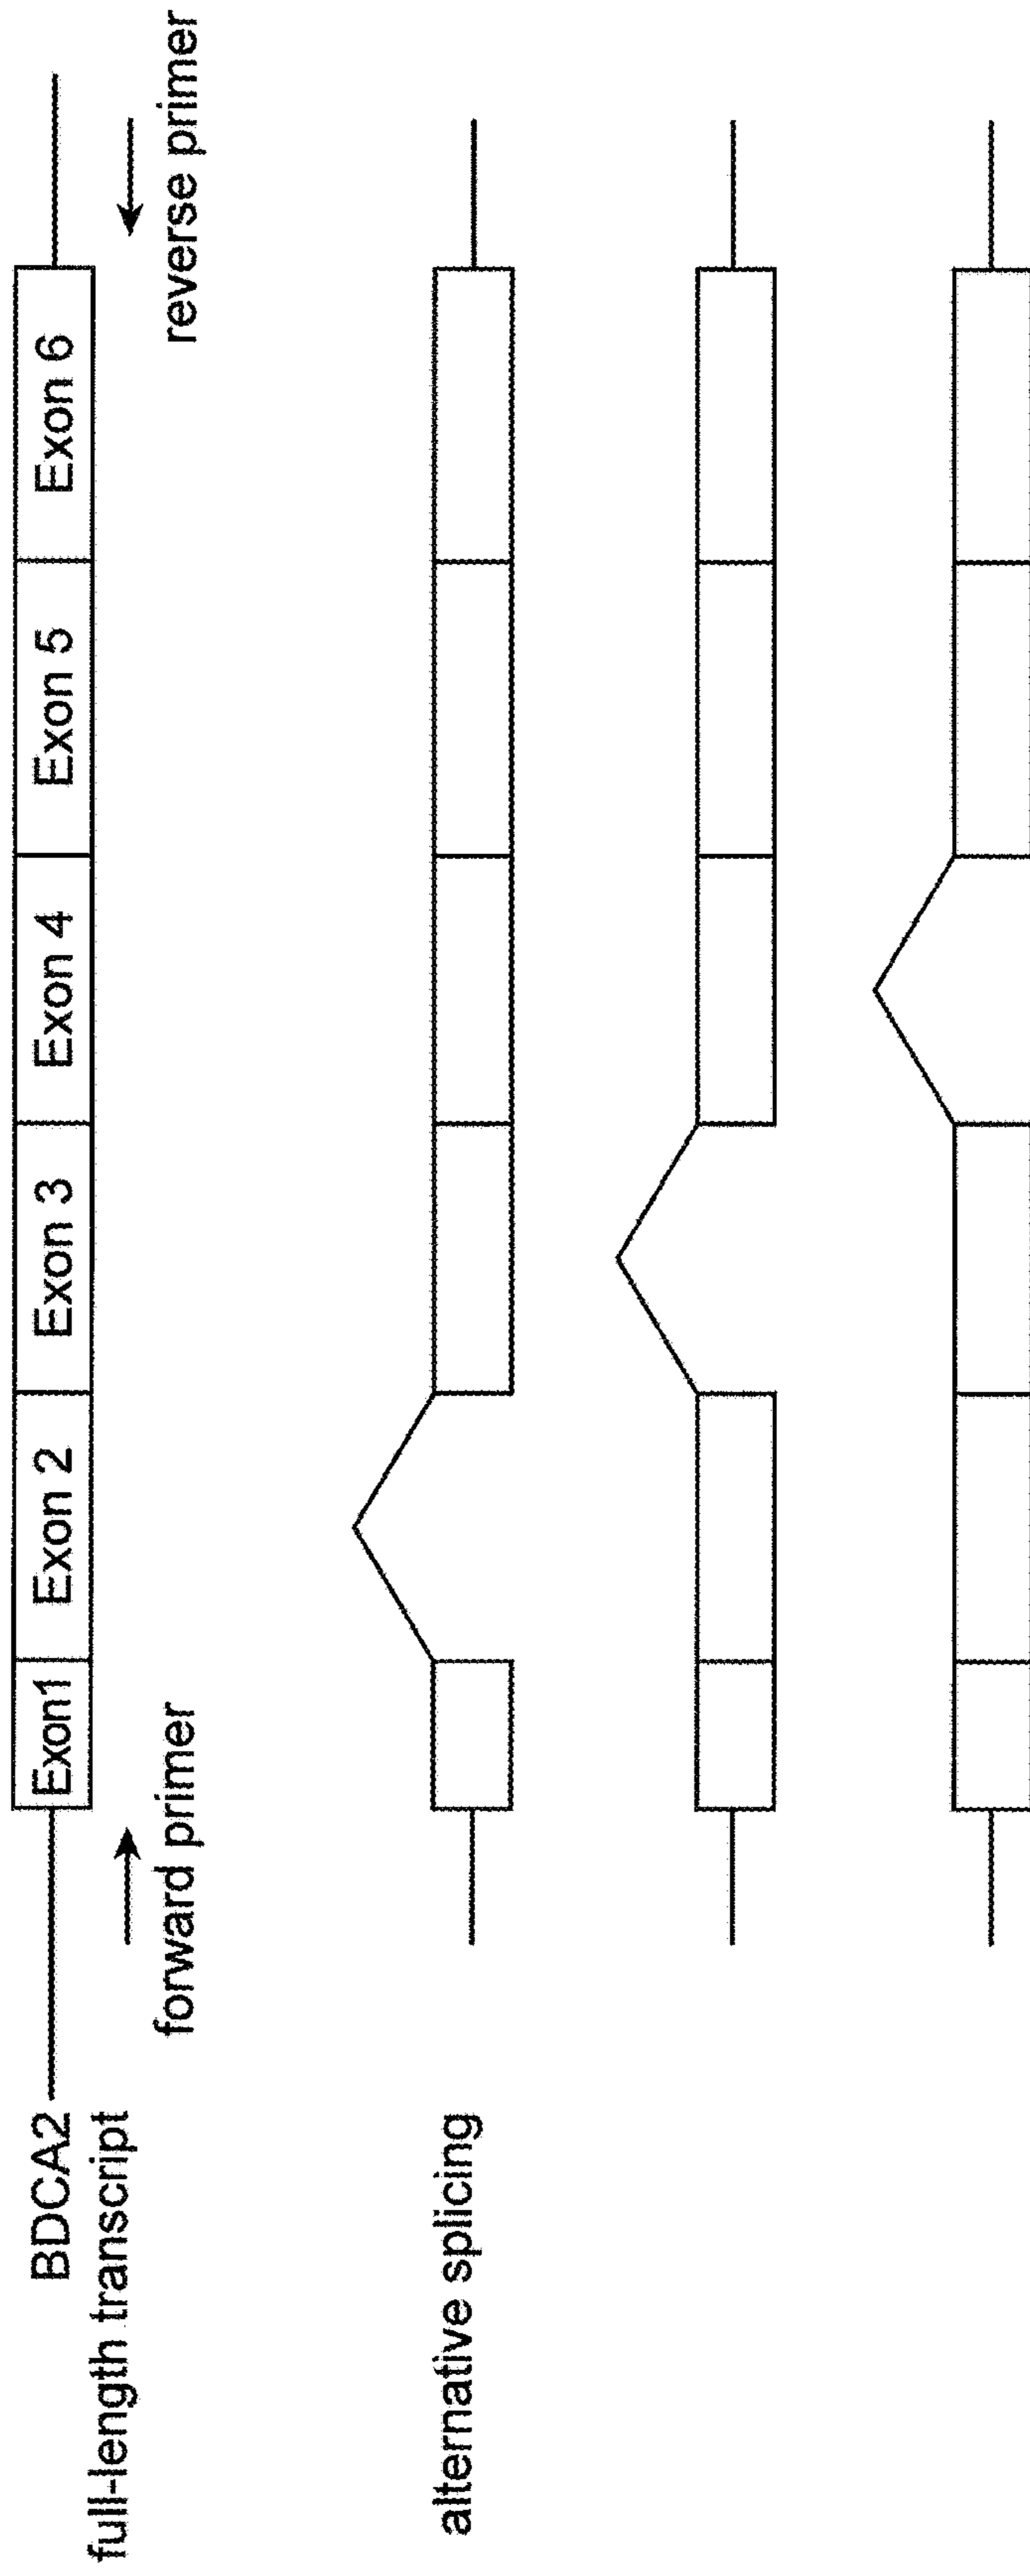 BDCA2
full-length transcript
Exon1 Exon 2 Exon 3 Exon 4 Exon 5 Exon 6
forward primer
reverse primer
alternative splicing